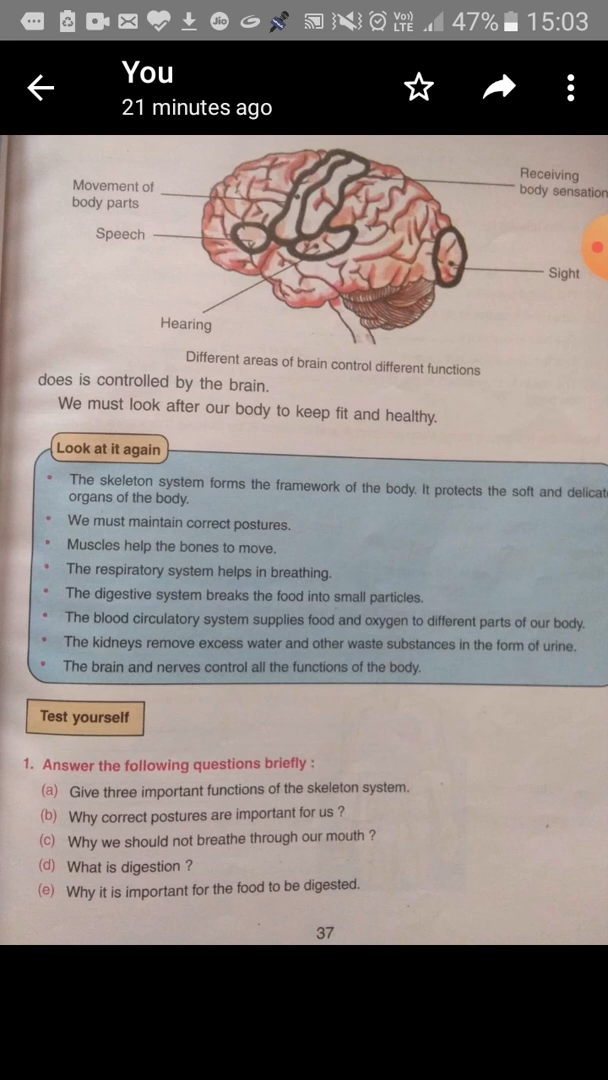 Jio
Vo)
LTE
47%
15:03
You
21 minutes ago
Movement of
body parts
Receiving
body sensation
Speech
Sight
Hearing
Different areas of brain control different functions
does is controlled by the brain.
We must look after our body to keep fit and healthy.
Look at it again
• The skeleton system forms the framework of the body. It protects the soft and delicat
organs of the body.
• We must maintain correct postures.
• Muscles help the bones to move.
• The respiratory system helps in breathing.
• The digestive system breaks the food into small particles.
• The blood circulatory system supplies food and oxygen to different parts of our body.
• The kidneys remove excess water and other waste substances in the form of urine.
• The brain and nerves control all the functions of the body.
Test yourself
1. Answer the following questions briefly :
(a) Give three important functions of the skeleton system.
(b) Why correct postures are important for us ?
(c) Why we should not breathe through our mouth ?
(d) What is digestion ?
(e) Why it is important for the food to be digested.
37